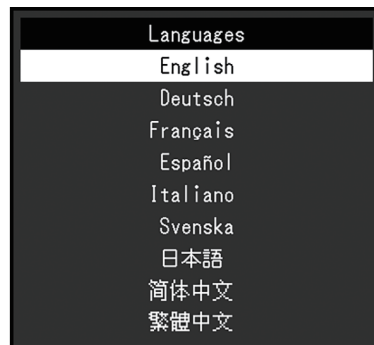 Languages
English
Deutsch
Français
Español
Italiano
Svenska
日本語
简体中文
繁體中文